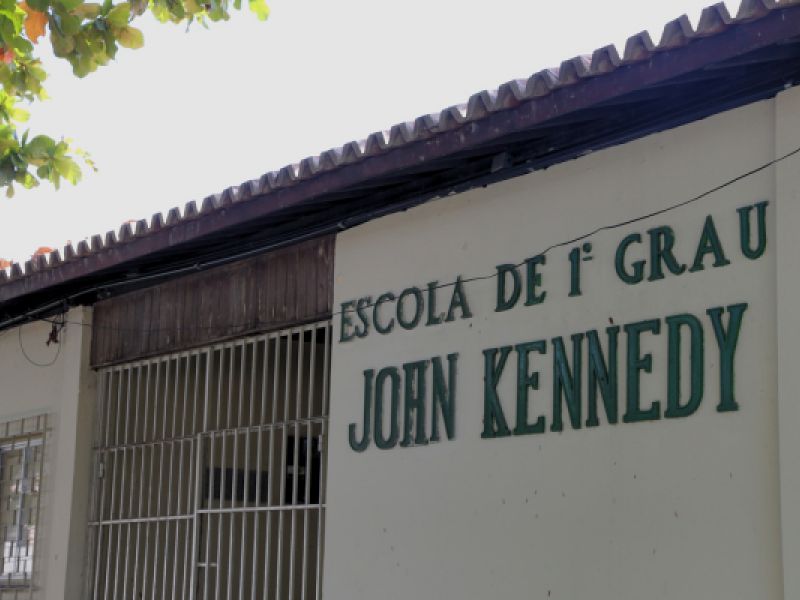 ESCOLA DE 1º GRAU
JOHN KENNEDY